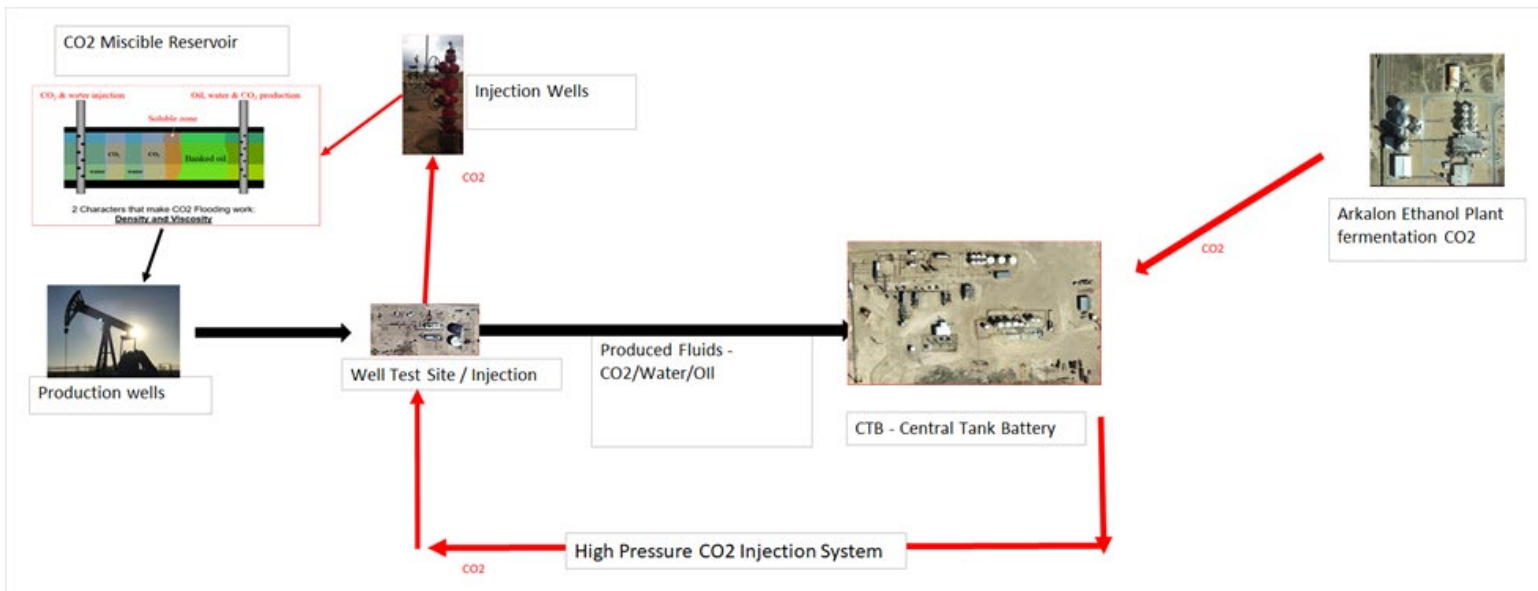 CO2 Miscible Reservoir
CO2 & water injection
Oil, water & CO2 production
Soluble zone
CO2
CO2
Banked oil
water
water
2 Characters that make CO2 Flooding work:
Density and Viscosity
Injection Wells
CO2
Arkalon Ethanol Plant
fermentation CO2
CO2
Production wells
Well Test Site / Injection
Produced Fluids -
CO2/Water/OIl
CTB - Central Tank Battery
High Pressure CO2 Injection System
CO2